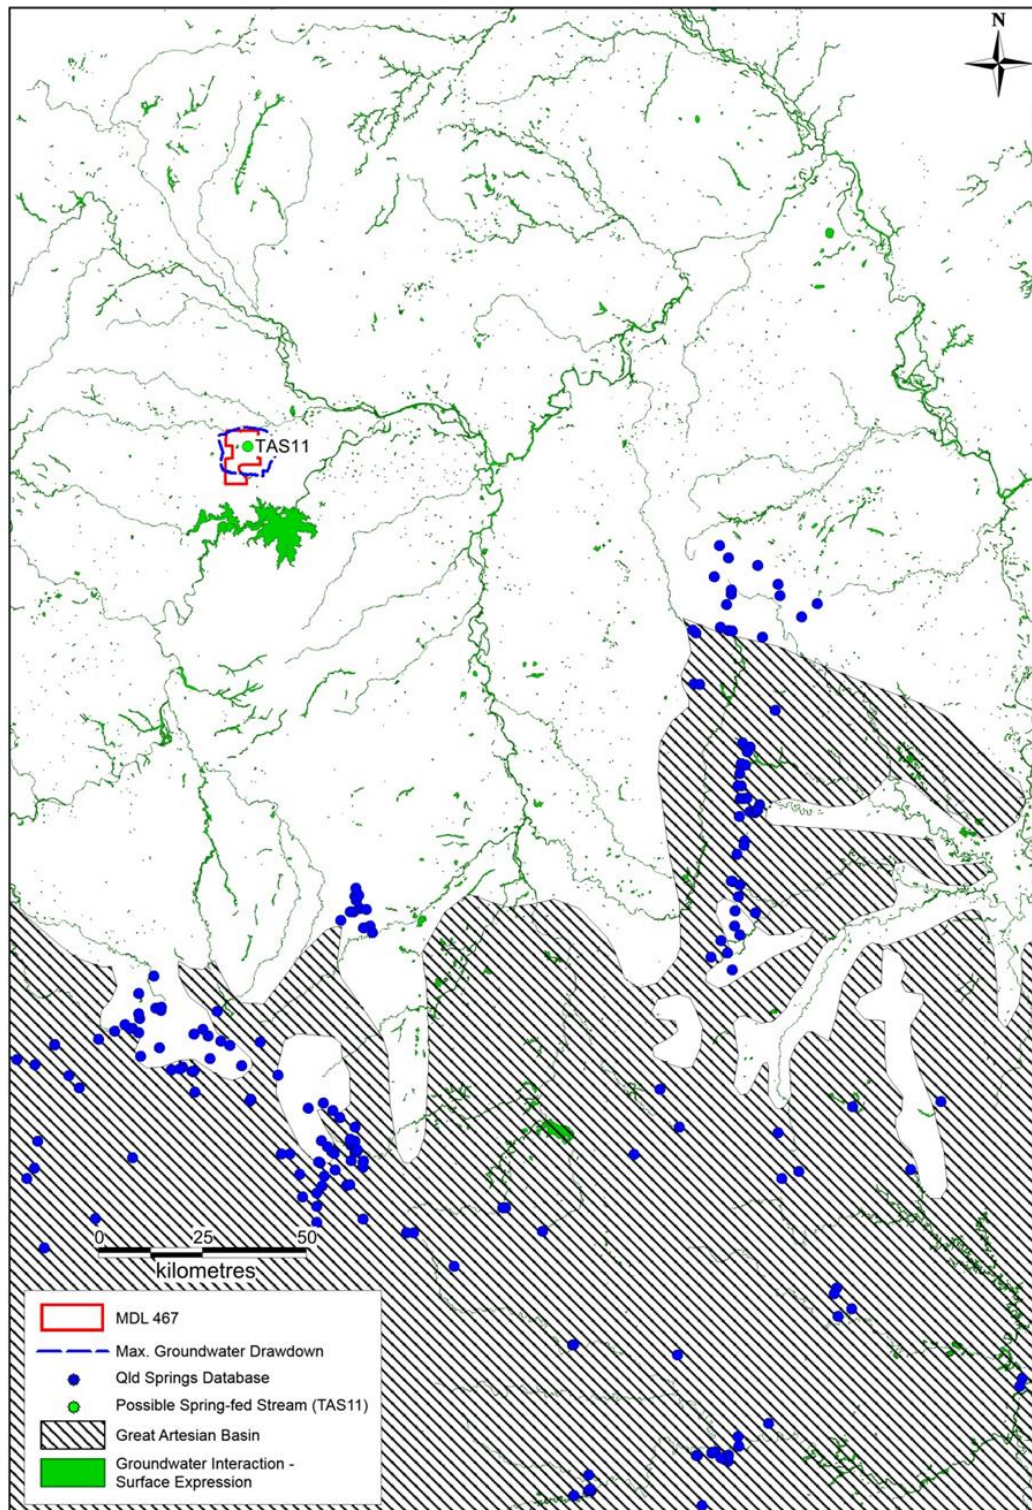 N
TAS11
0 25 50
kilometres
MDL 467
Max. Groundwater Drawdown
Qld Springs Database
Possible Spring-fed Stream (TAS11)
Great Artesian Basin
Groundwater Interaction -
Surface Expression